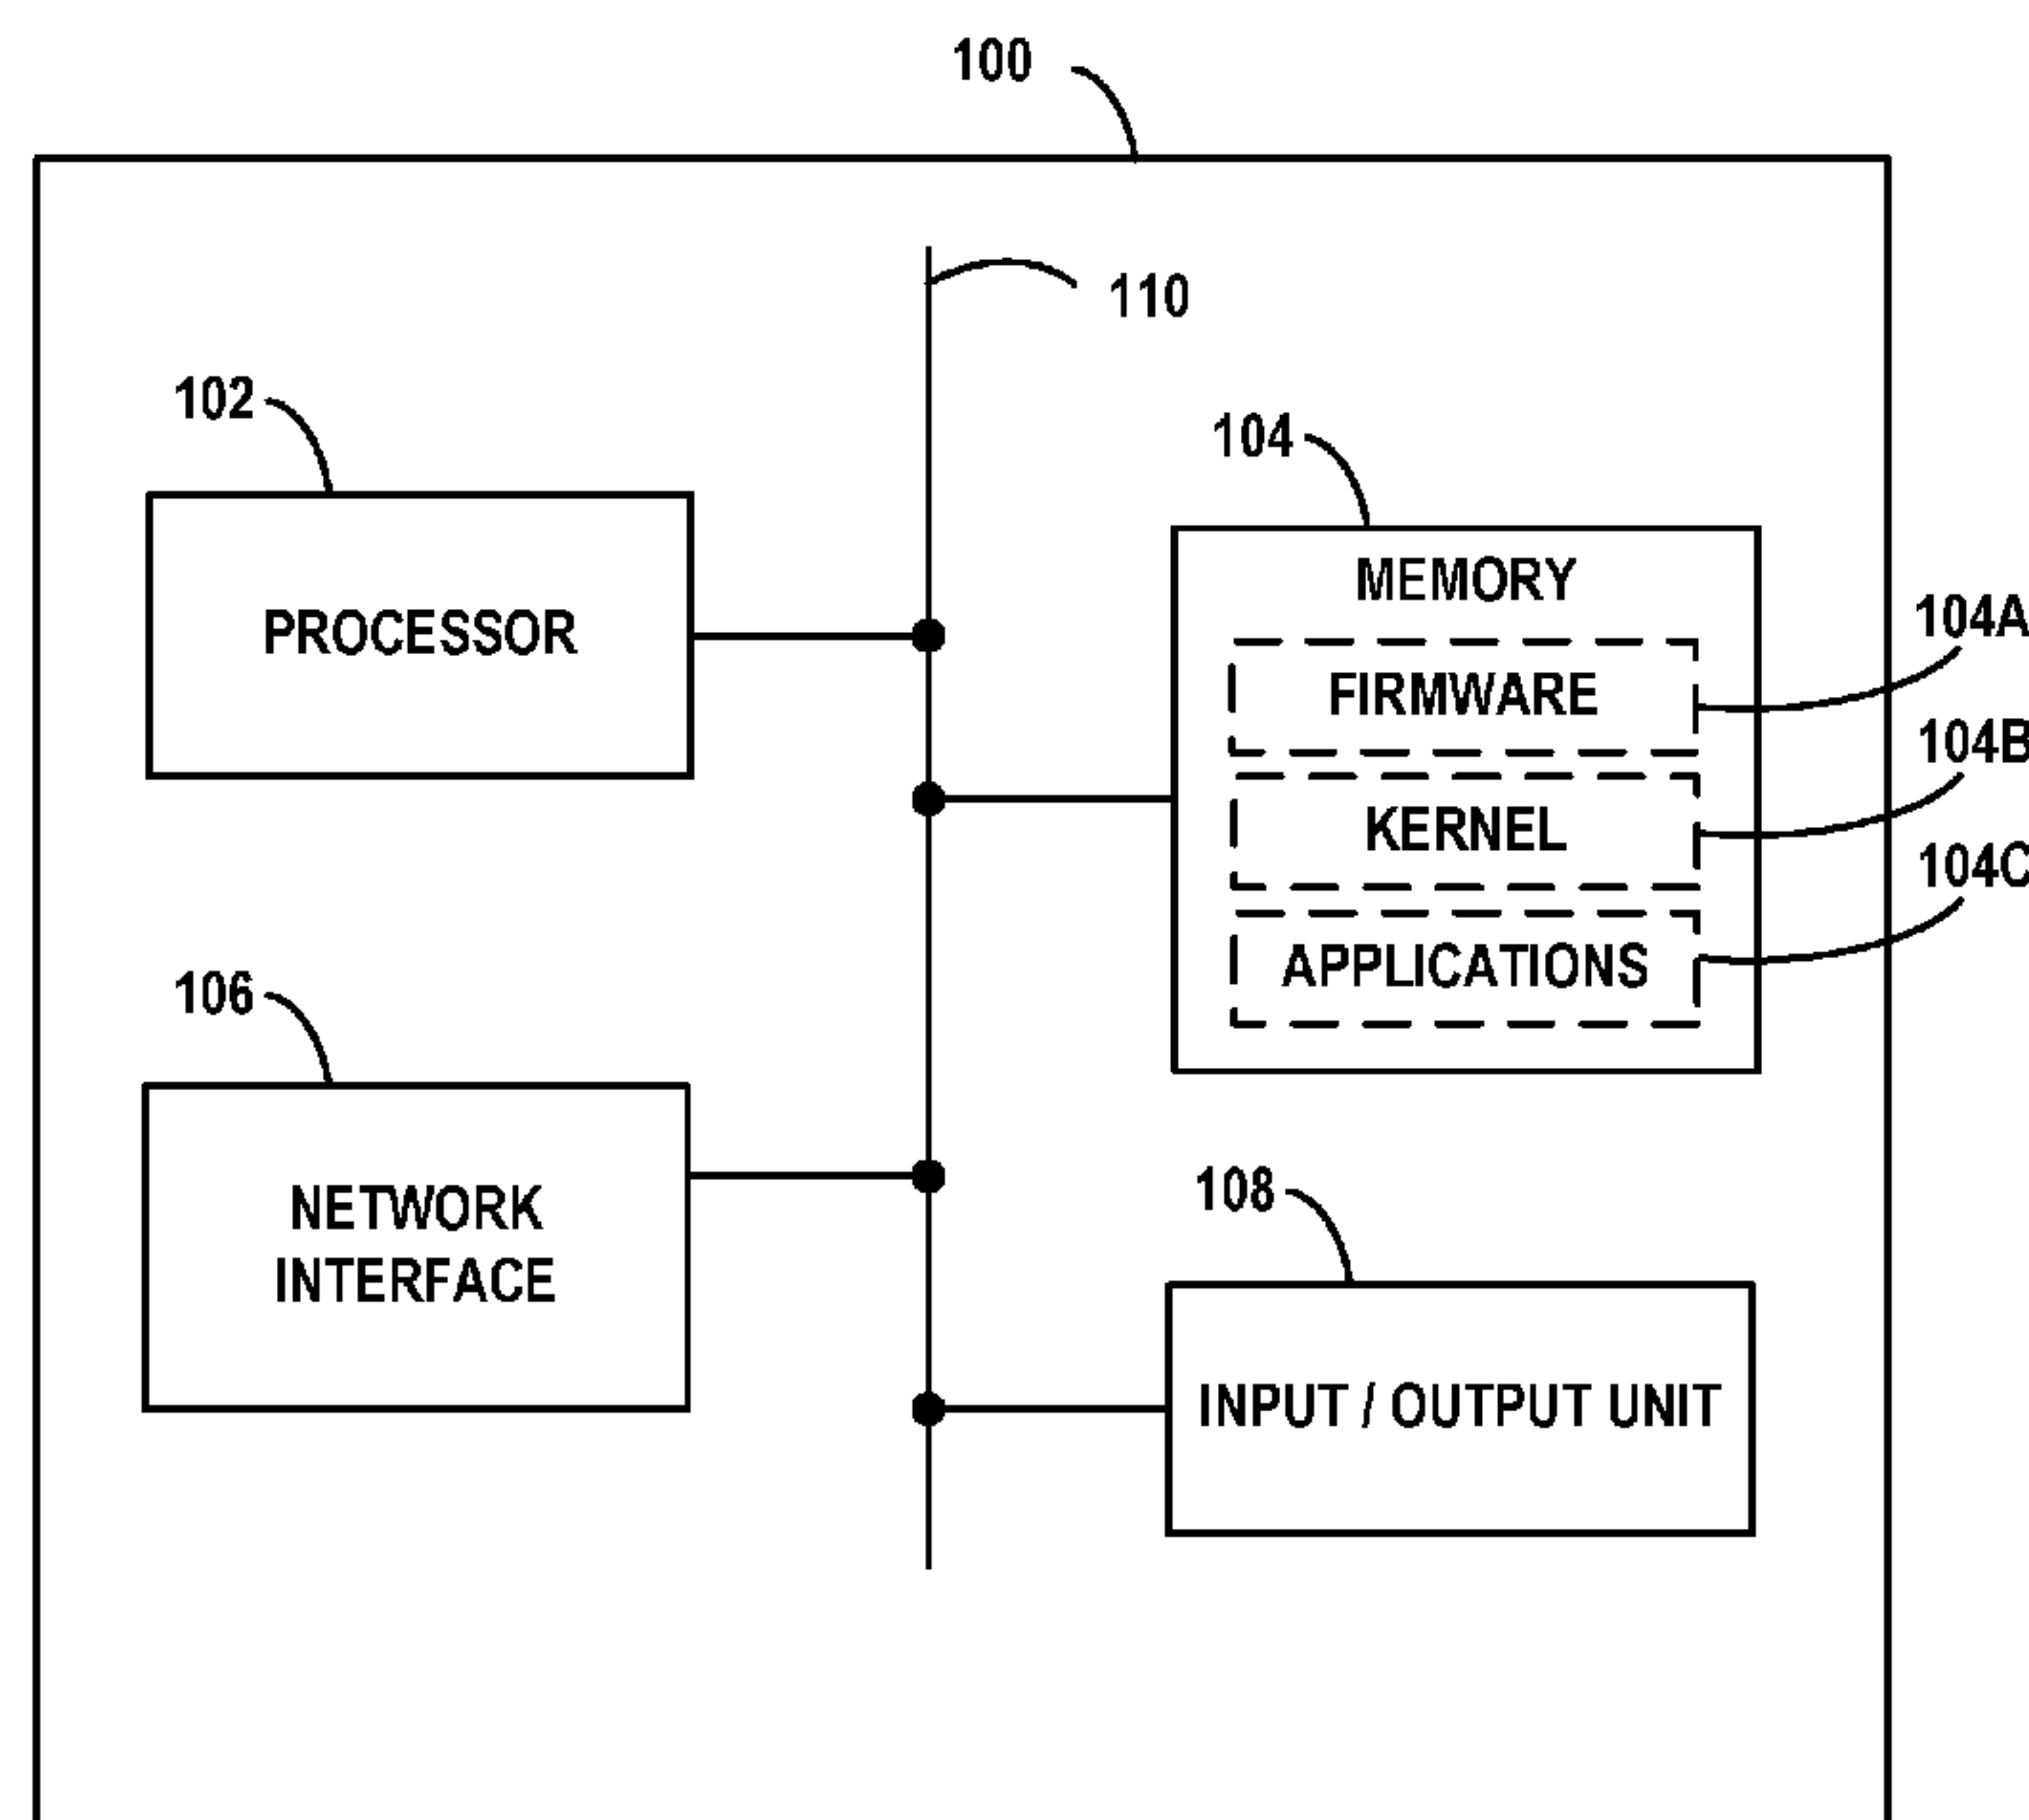 100
110
102
104
PROCESSOR
MEMORY
104A
FIRMWARE
104B
KERNEL
104C
APPLICATIONS
106
NETWORK
INTERFACE
108
INPUT / OUTPUT UNIT